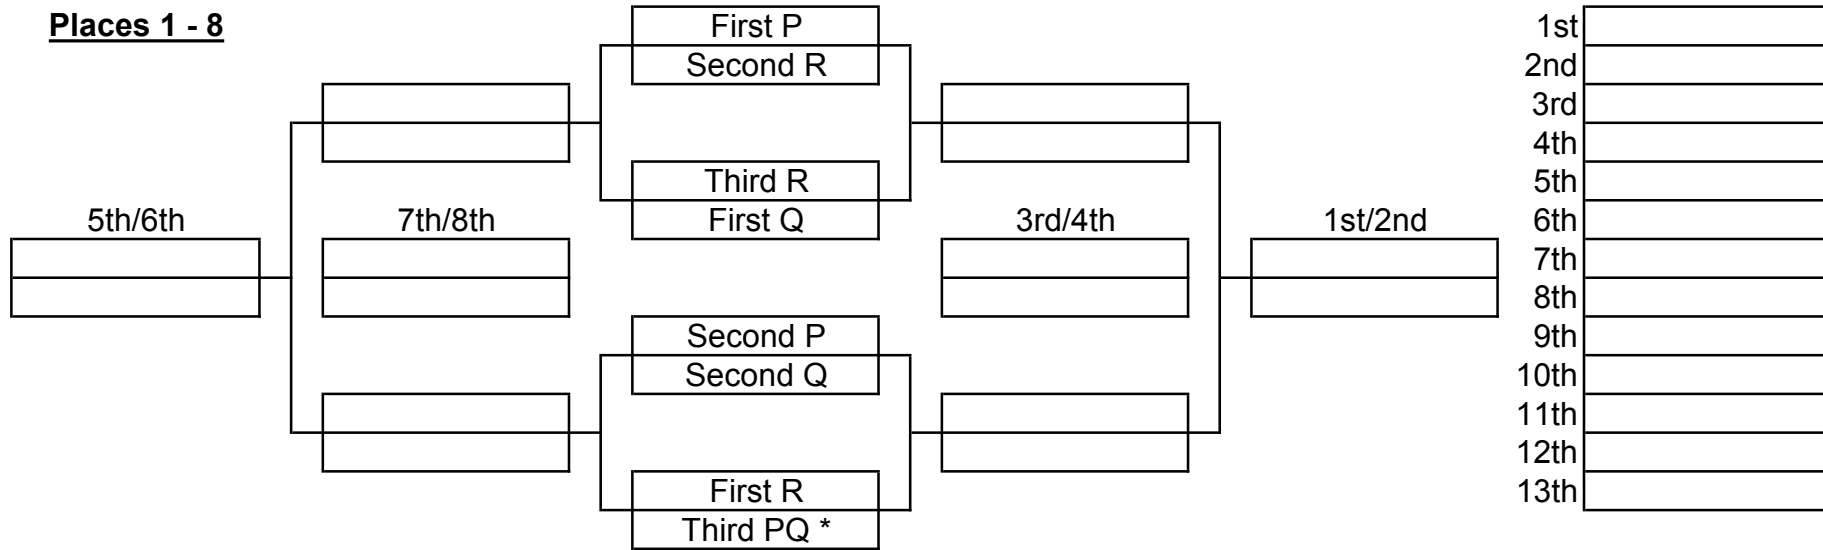 Places 1 - 8
First P
Second R
Third R
First Q
5th/6th
7th/8th
3rd/4th
1st/2nd
Second P
Second Q
First R
Third PQ *
1st
2nd
3rd
4th
5th
6th
7th
8th
9th
10th
11th
12th
13th